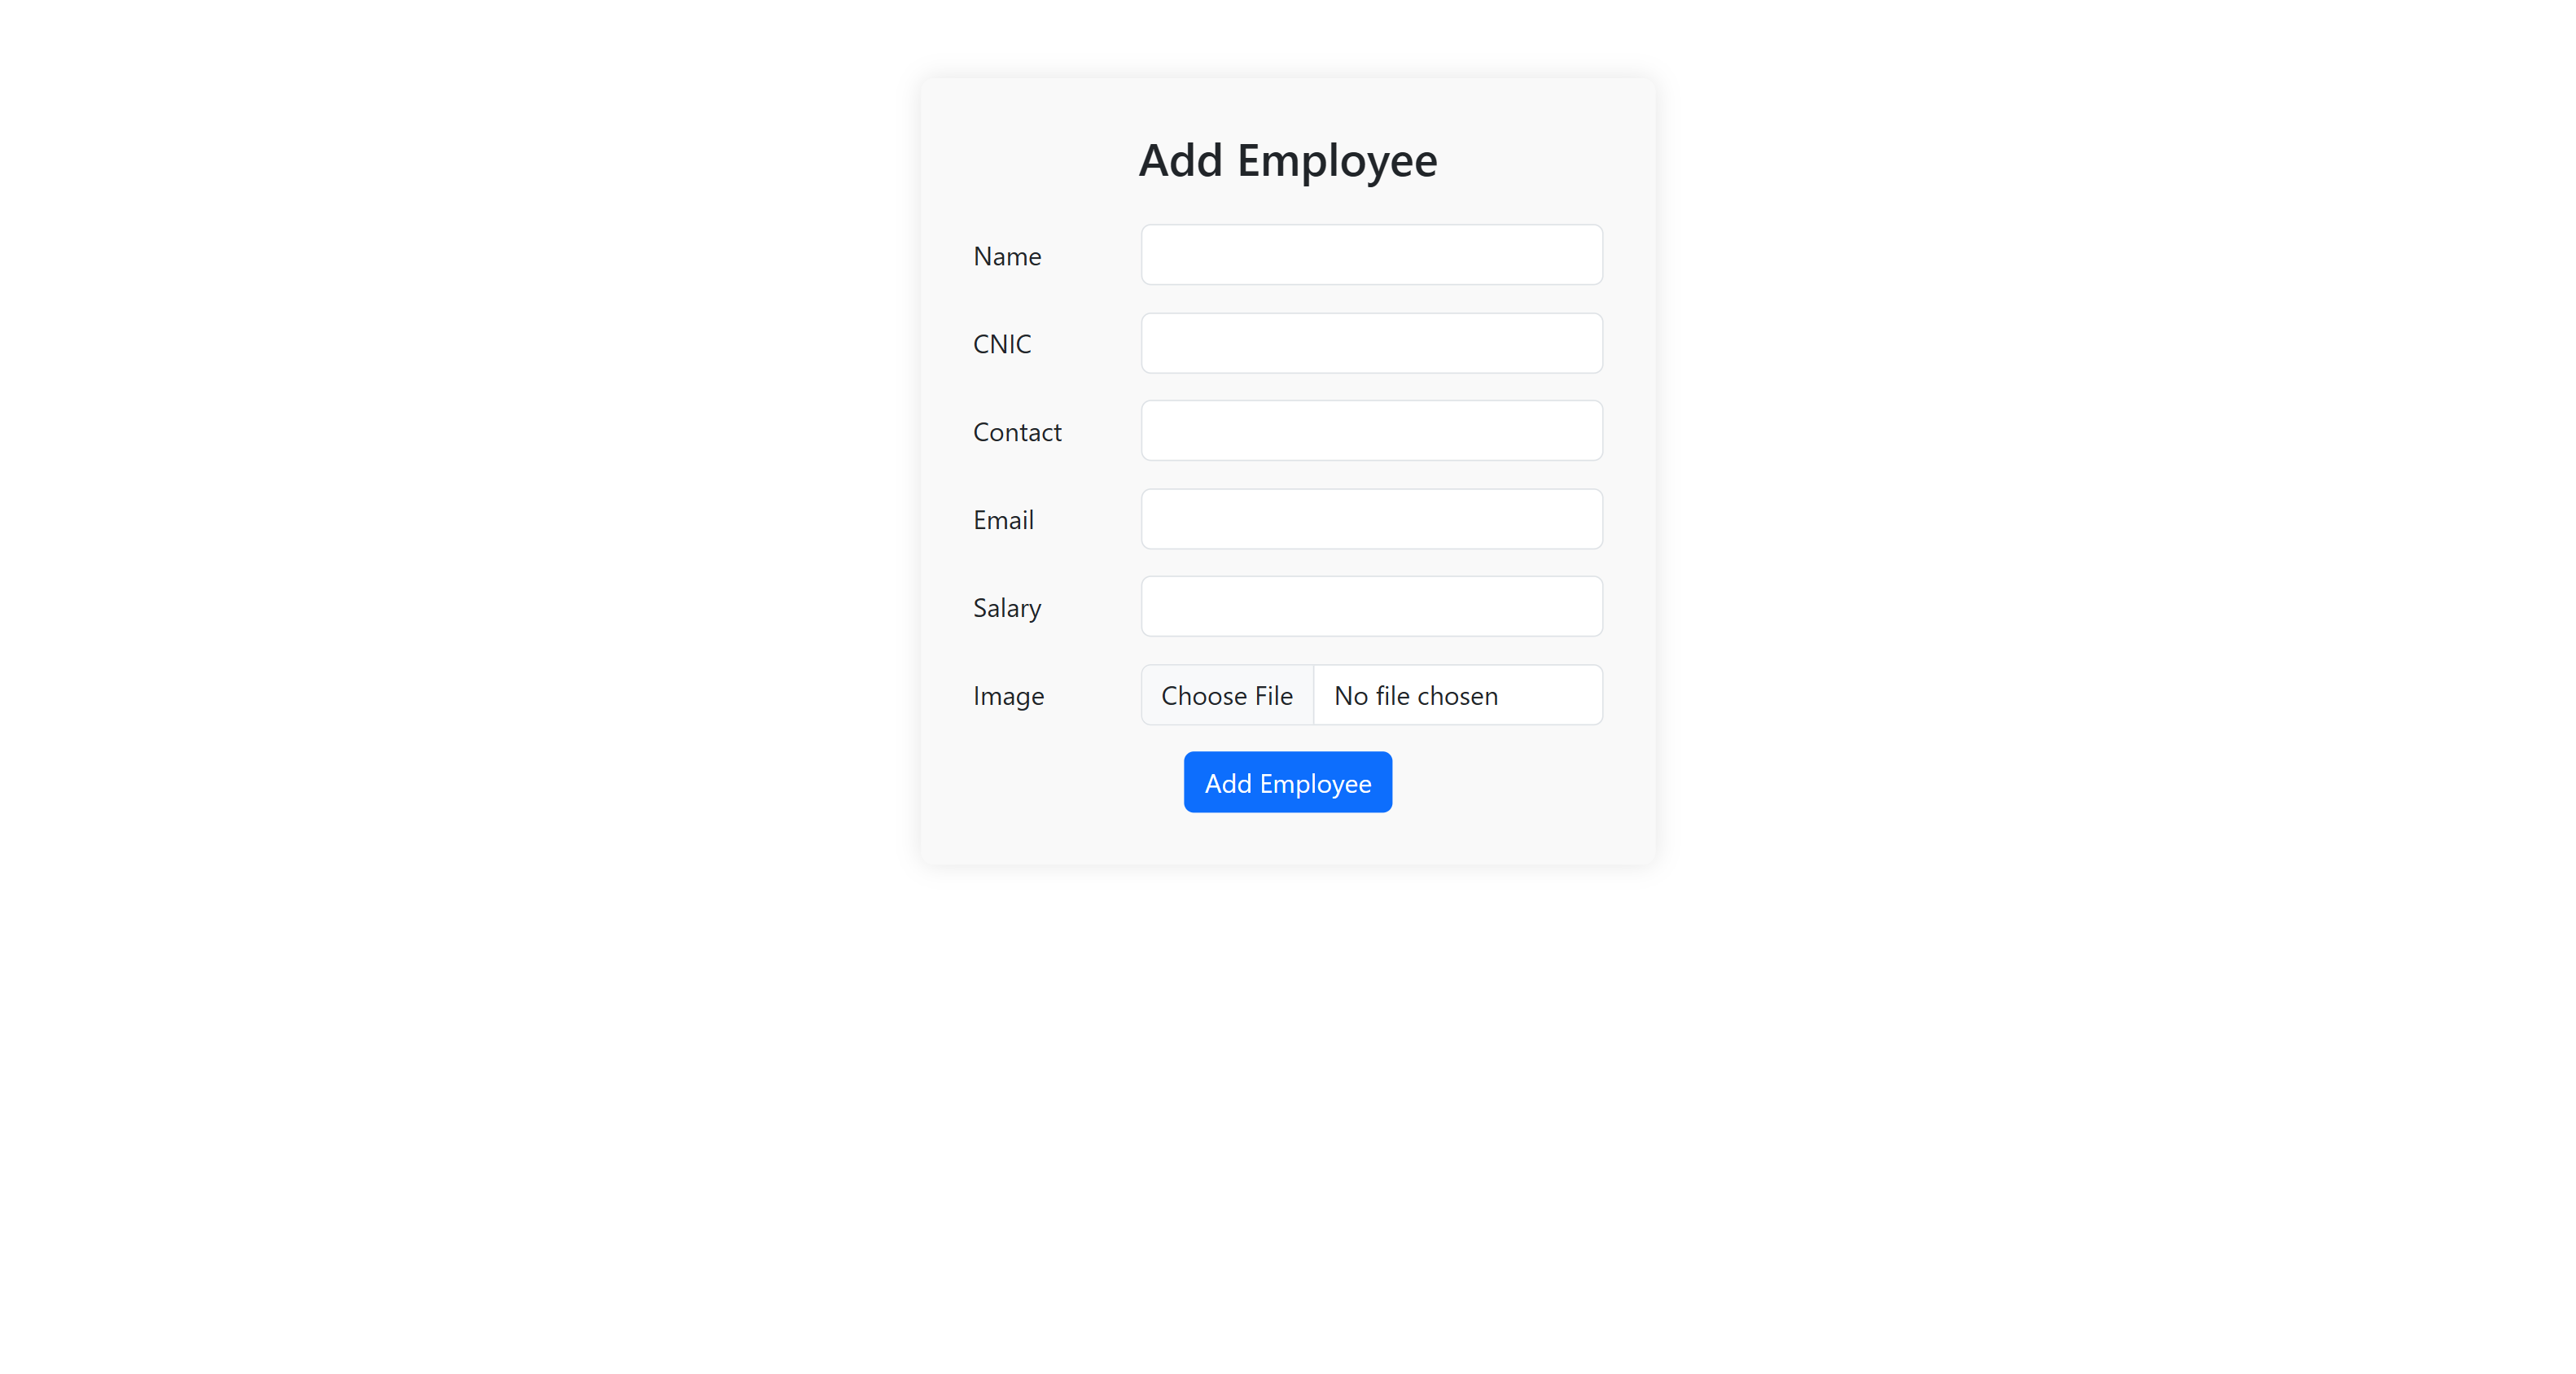 Add Employee
Name
CNIC
Contact
Email
Salary
Image Choose File No file chosen
Add Employee